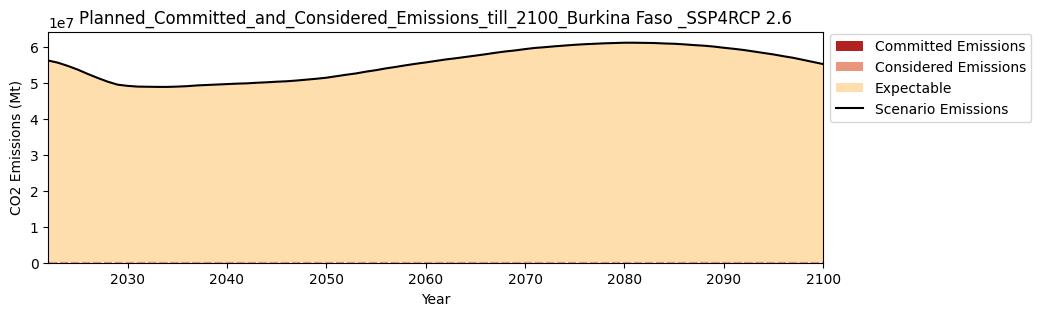 Planned_Committed_and_Considered_Emissions_till_2100_Burkina Faso _SSP4RCP 2.6
1e7
6
5
4
3
2
1
0
CO2 Emissions (Mt)
2030 2040 2050 2060 2070 2080 2090 2100
Year
Committed Emissions
Considered Emissions
Expectable
Scenario Emissions